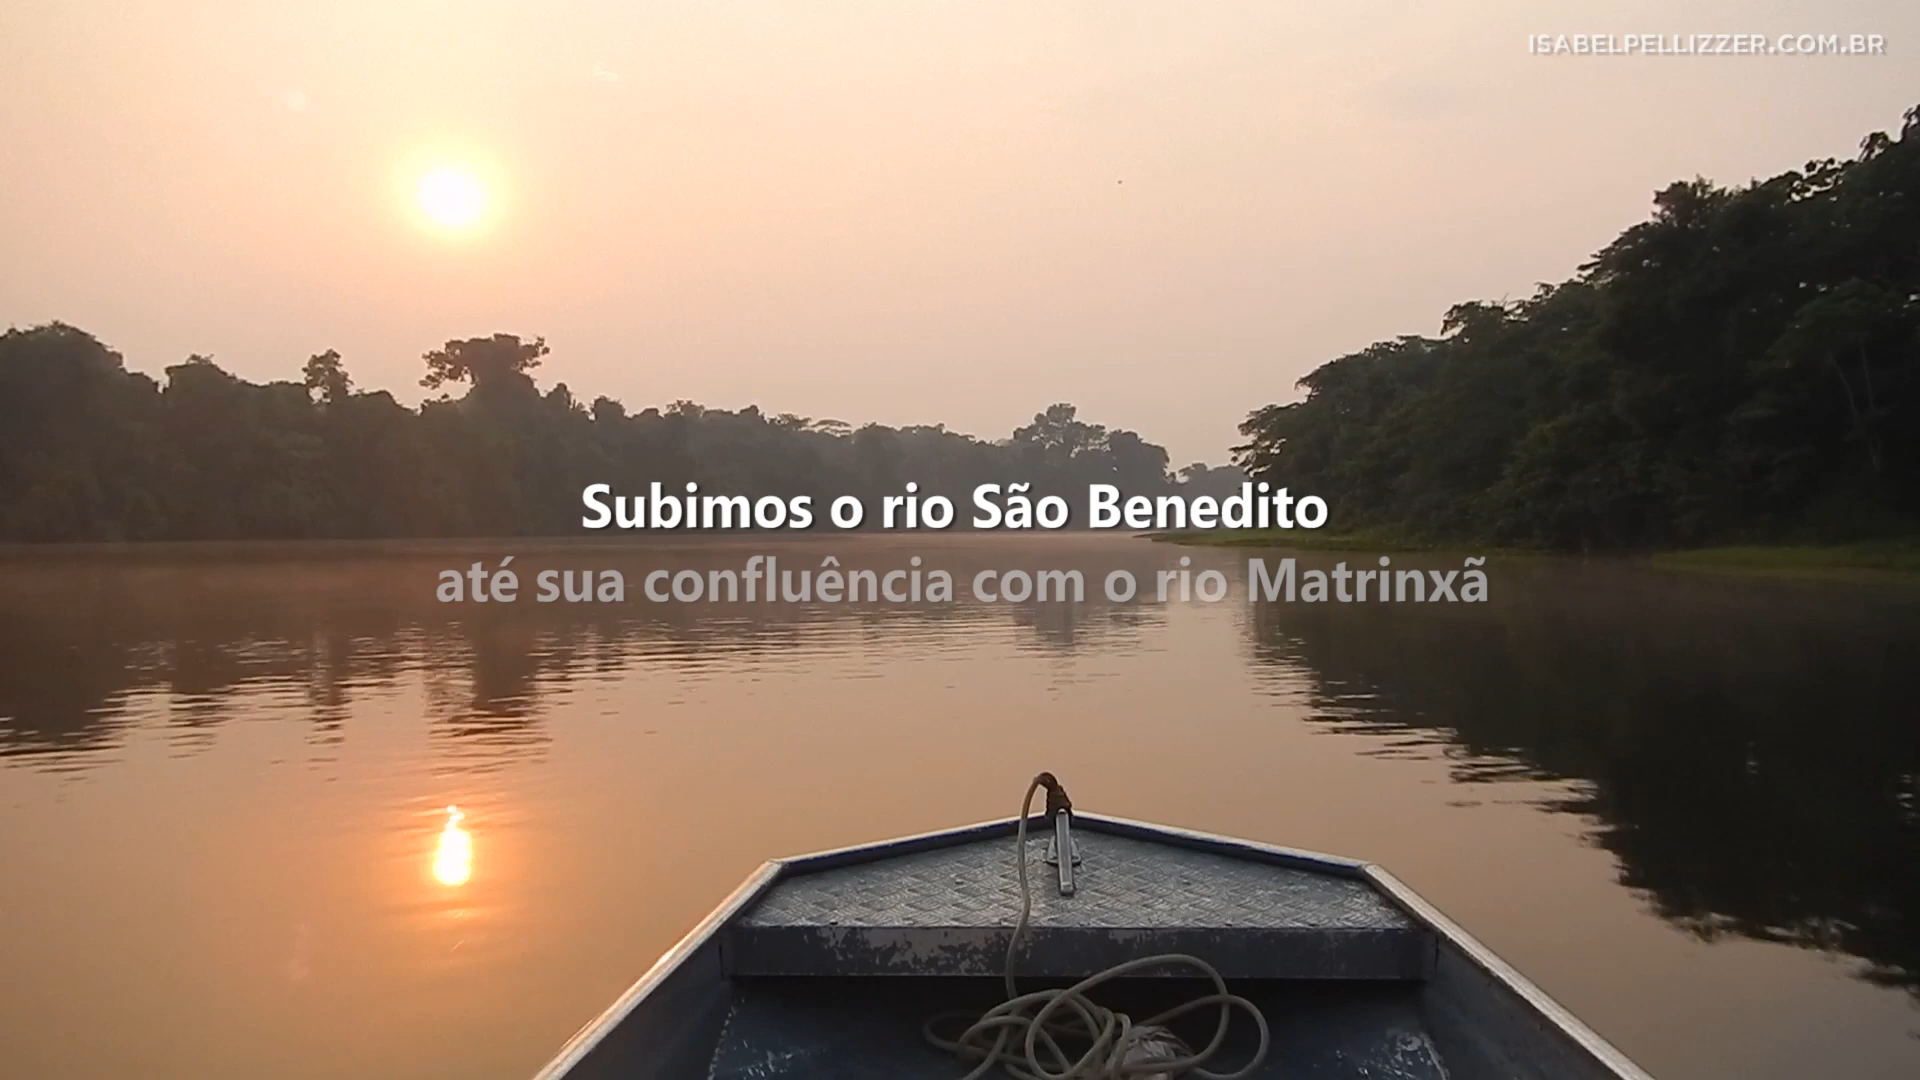 ISABELPELLIZZER.COM.BR
Subimos o rio São Benedito
até sua confluência com o rio Matrinxã